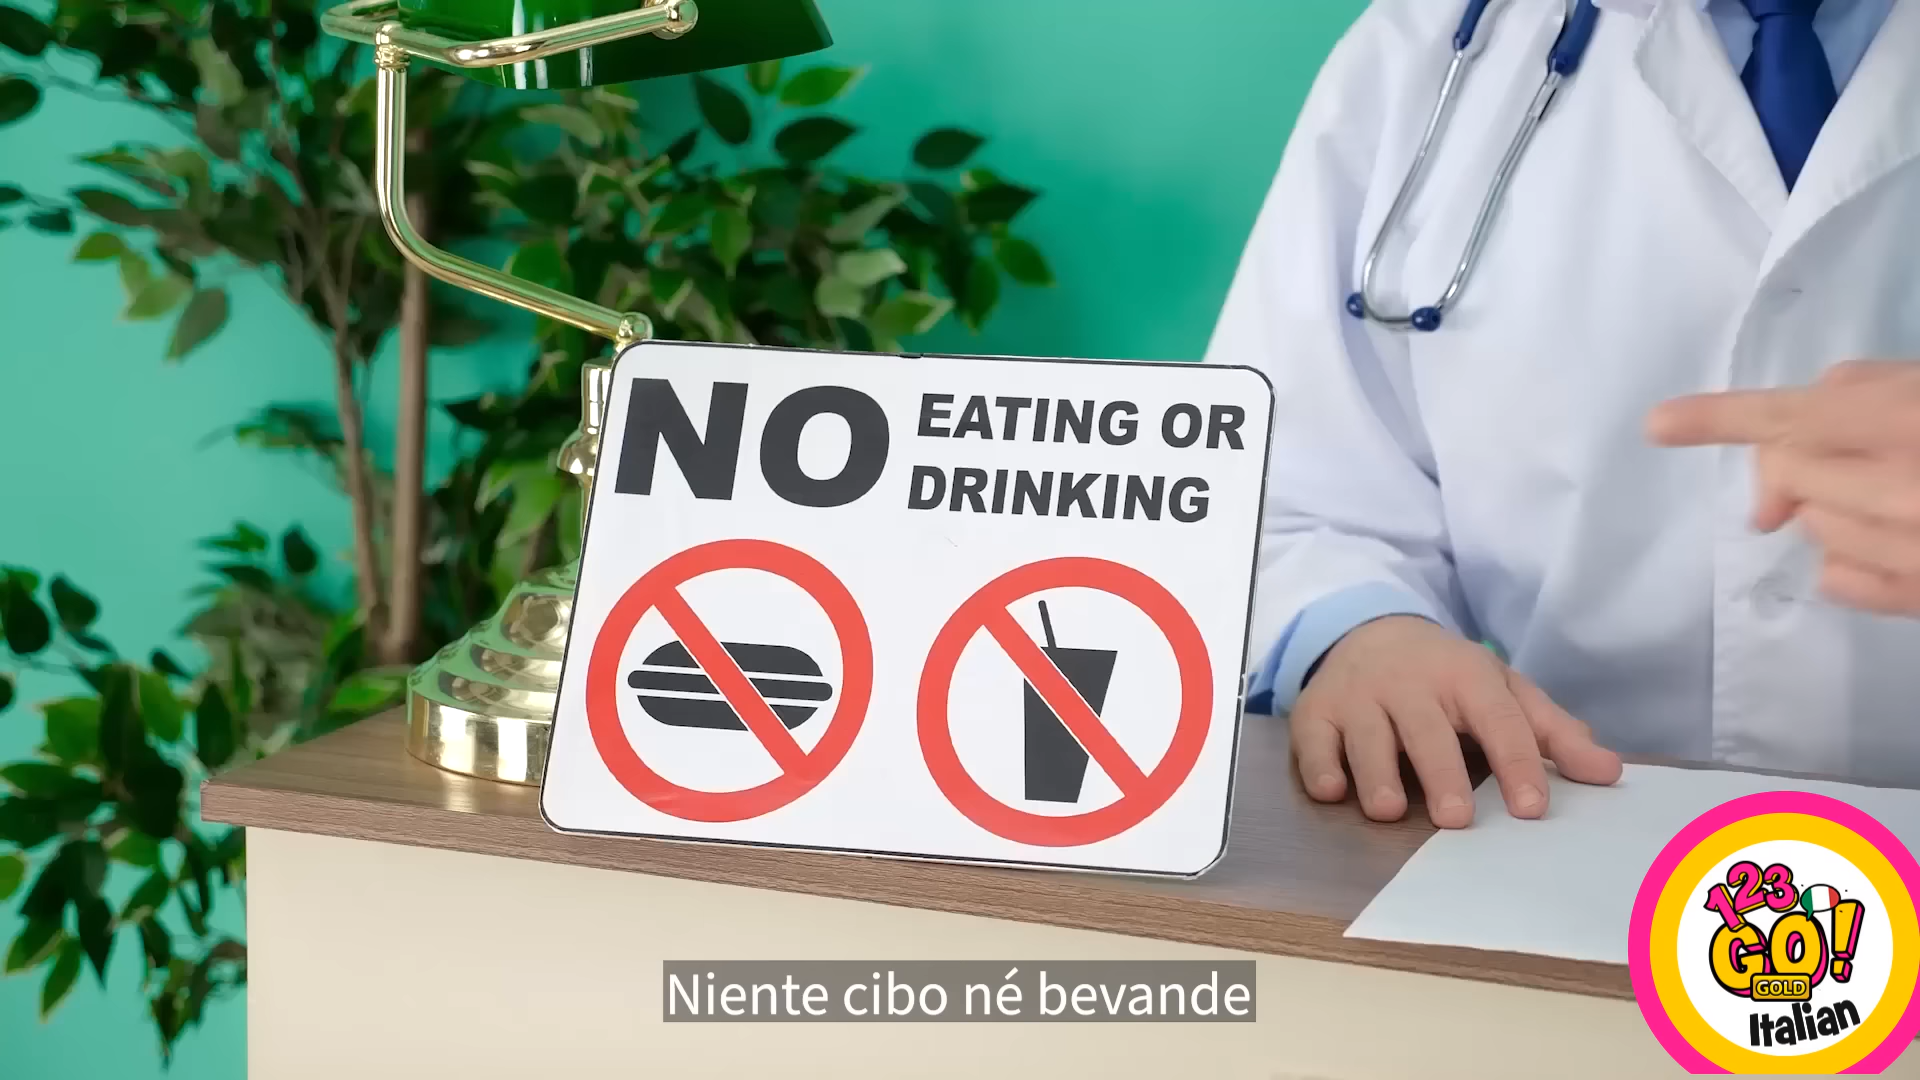 NO EATING OR
DRINKING
Niente cibo né bevande
123
GO!
GOLD
Italian